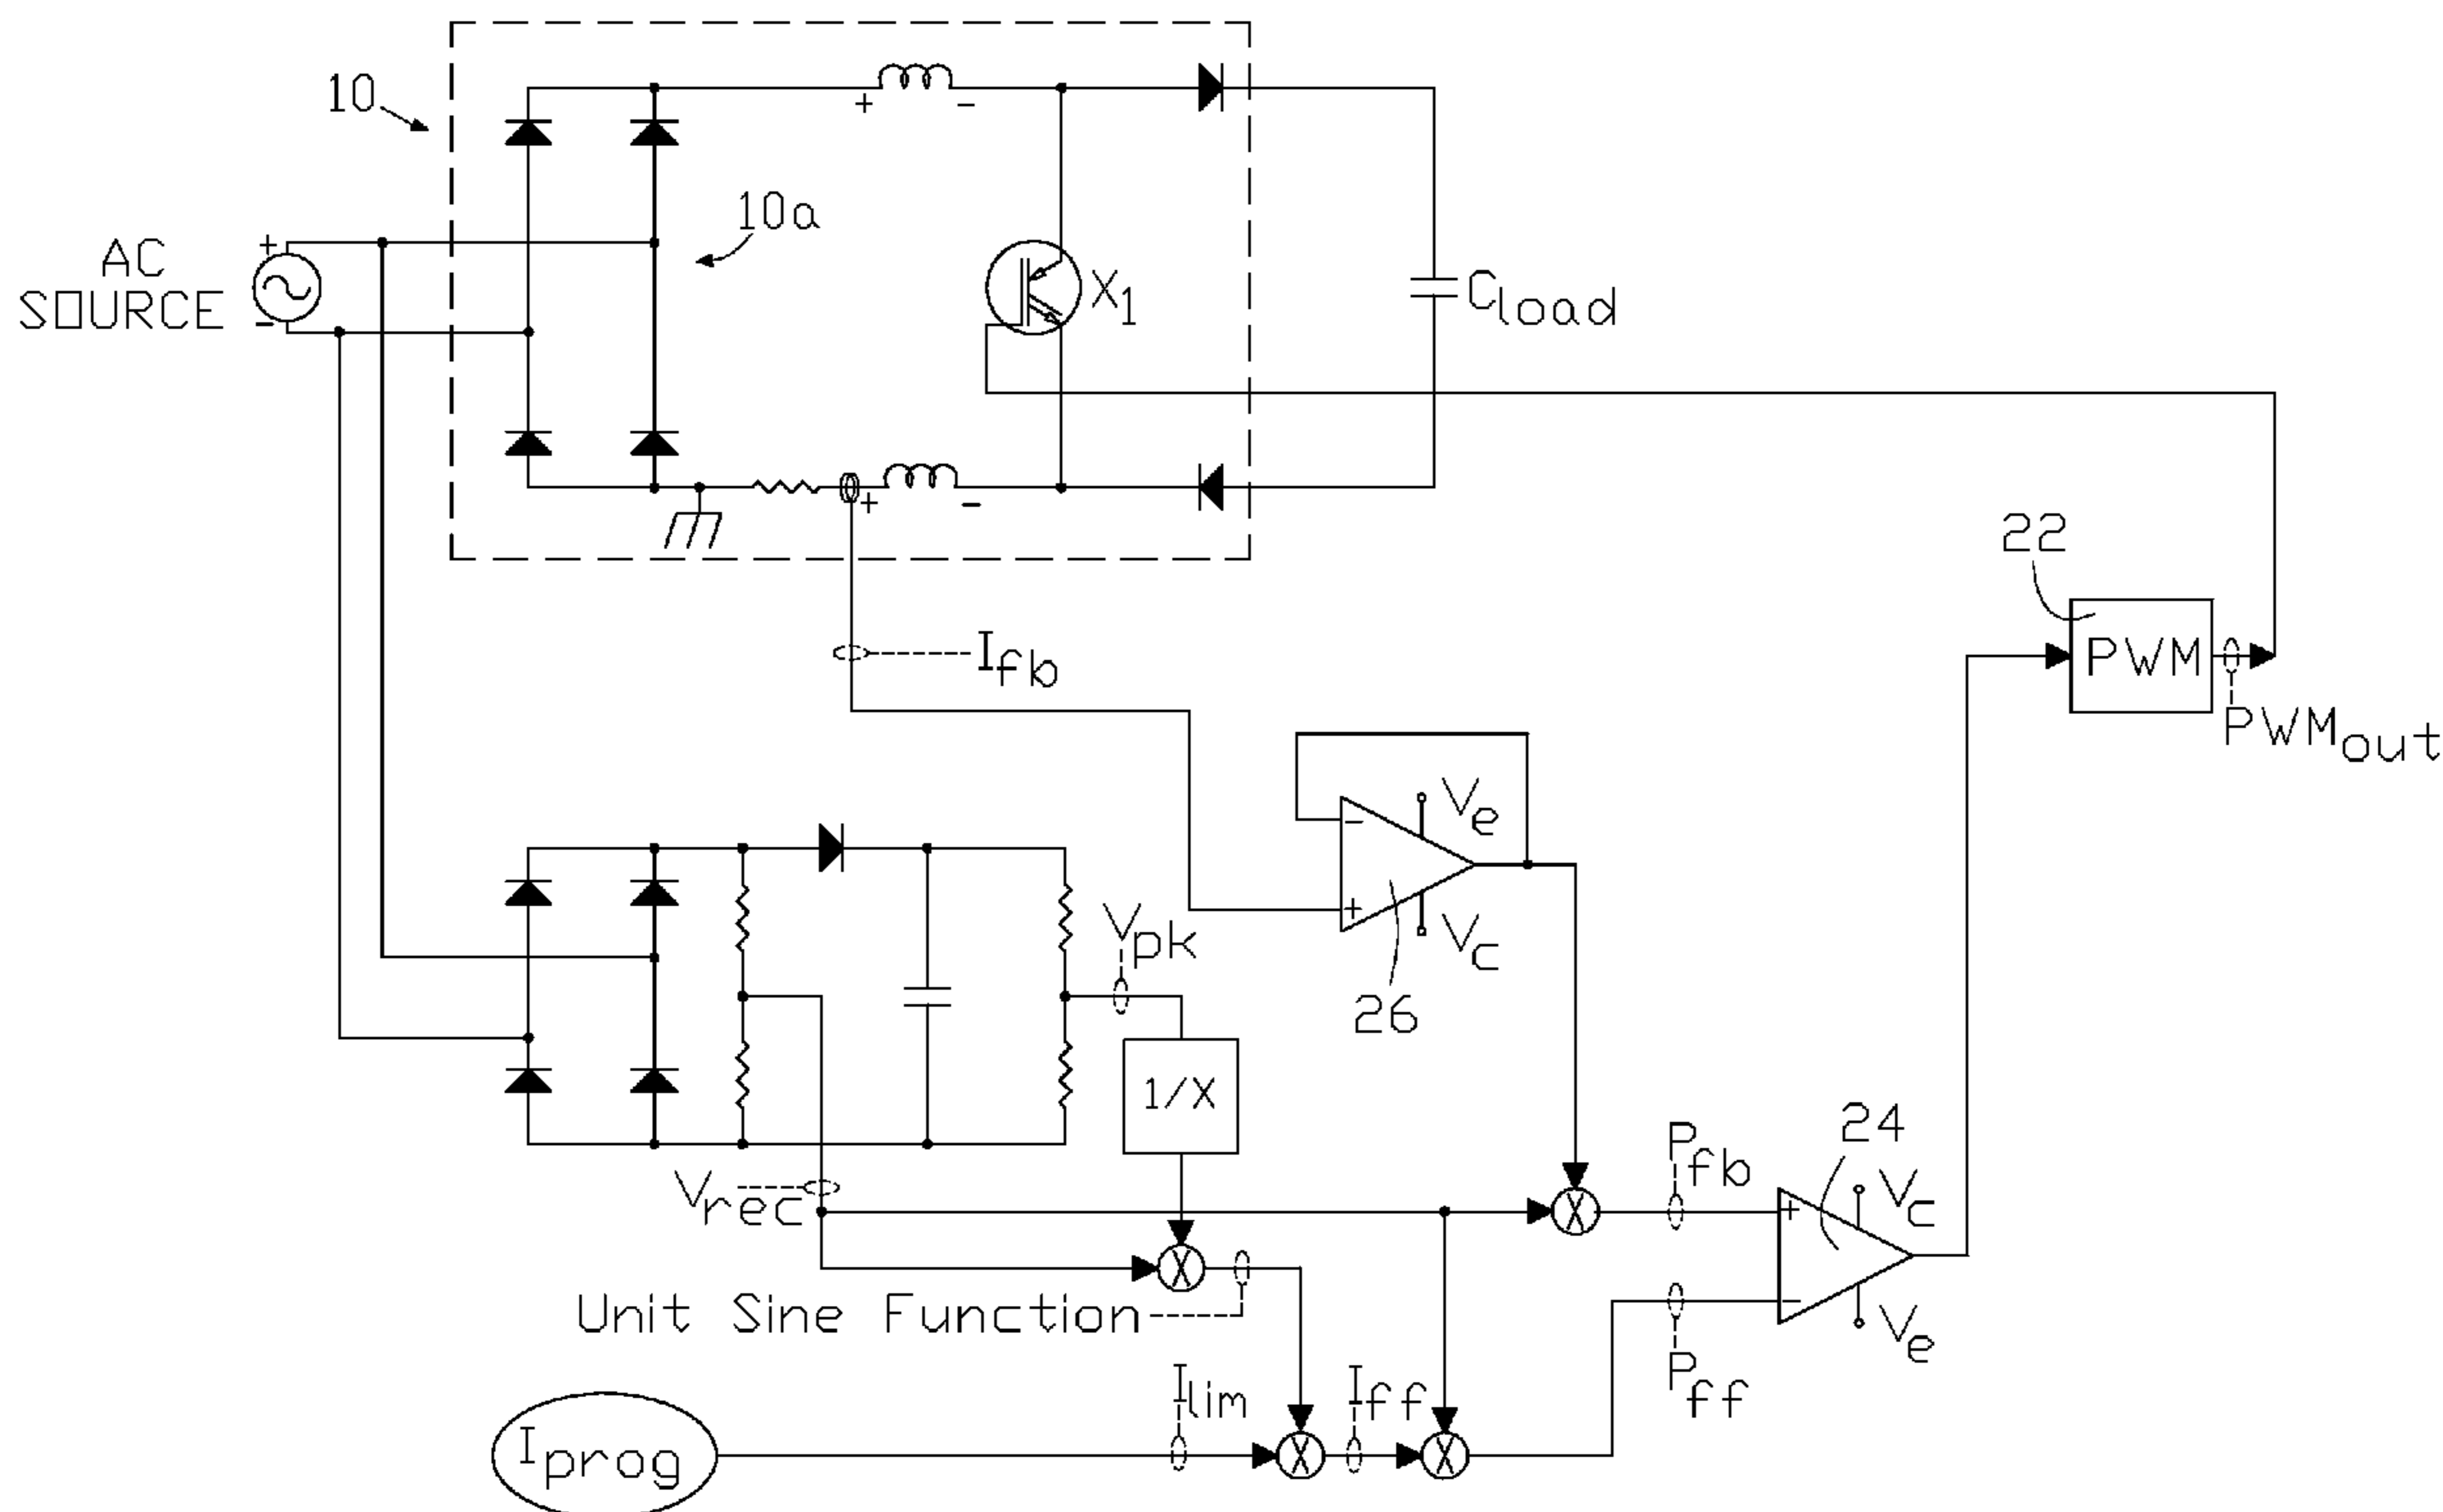 10
10a
AC
SOURCE
+
-
+
-
X1
Cload
+
-
22
PWM
PWMout
Ifb
-
+
Ve
Vc
26
Vpk
1/X
Vrec
X
X
Pfb
24
+
-
Vc
Ve
Unit Sine Function
Pff
Ilim
Iff
Iprog
X
X